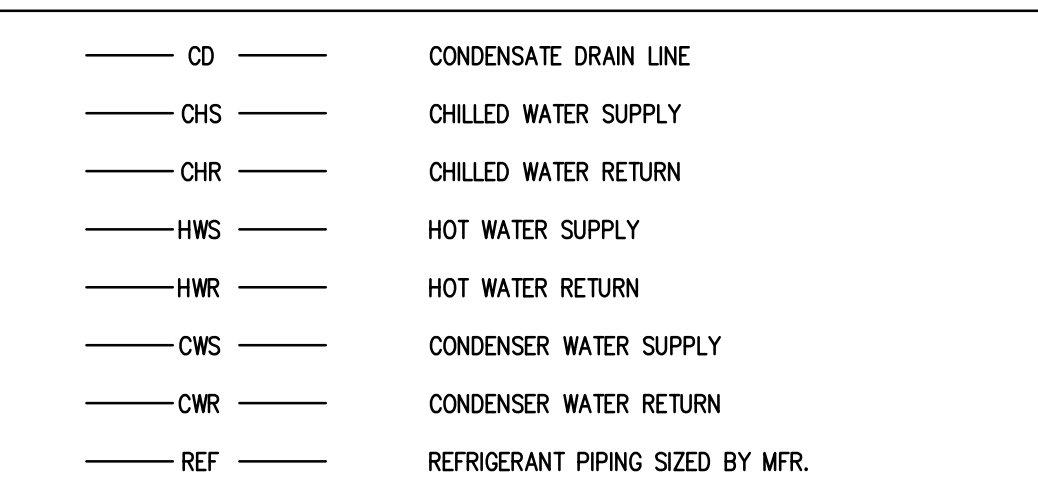 CD CONDENSATE DRAIN LINE
CHS CHILLED WATER SUPPLY
CHR CHILLED WATER RETURN
HWS HOT WATER SUPPLY
HWR HOT WATER RETURN
CWS CONDENSER WATER SUPPLY
CWR CONDENSER WATER RETURN
REF REFRIGERANT PIPING SIZED BY MFR.